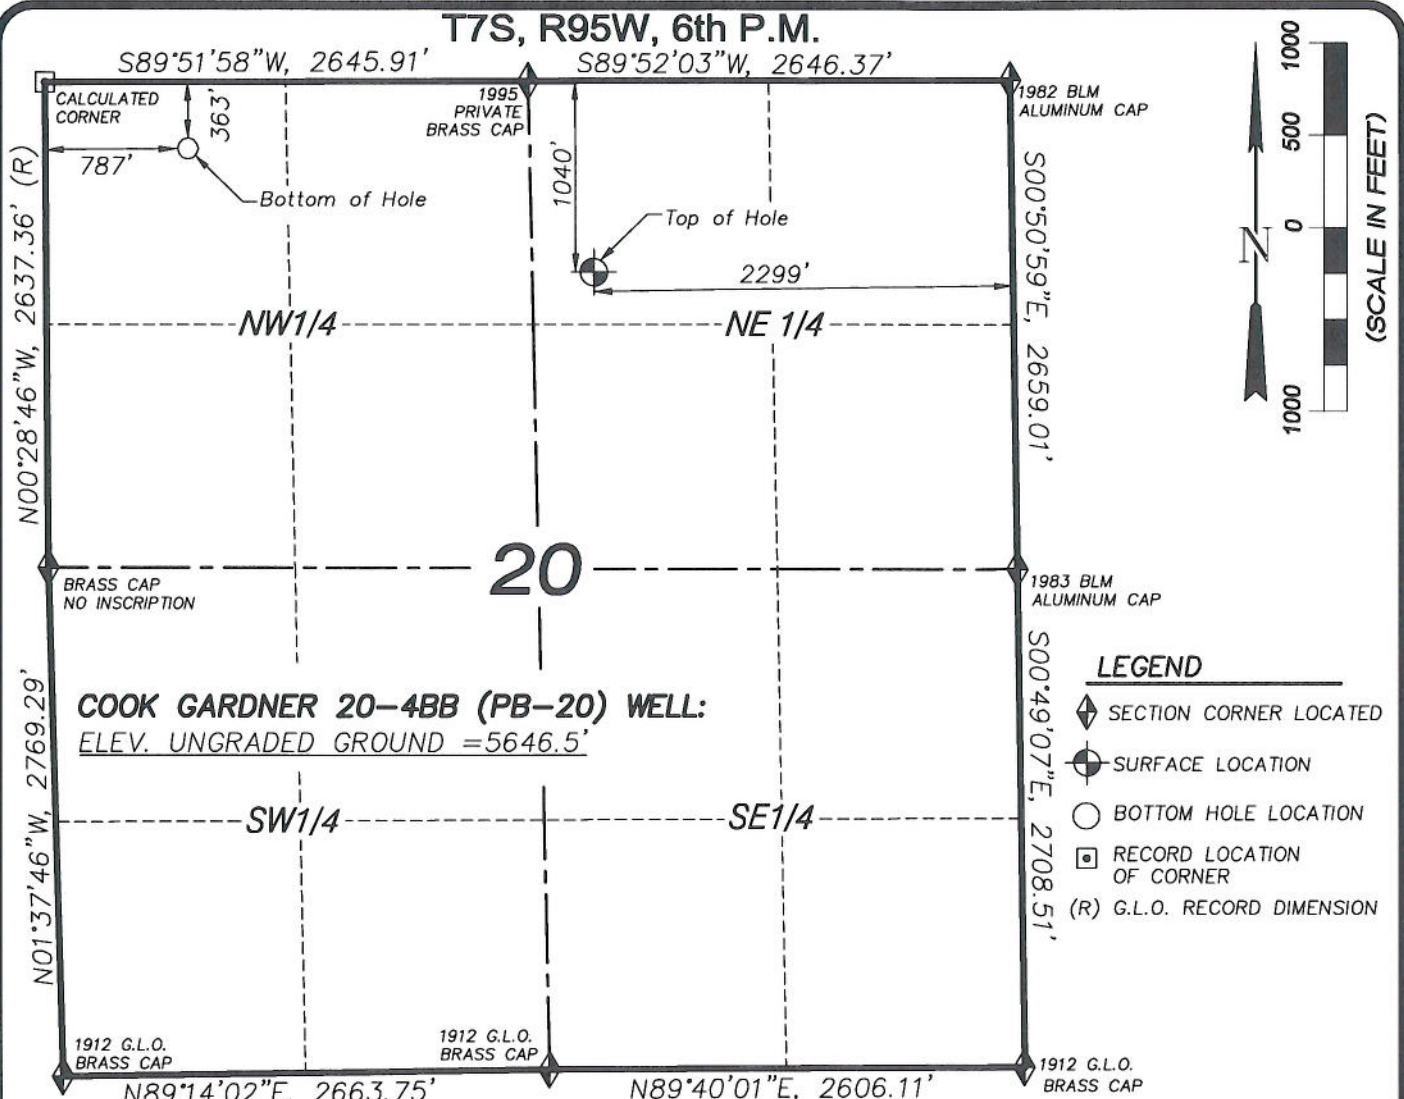 T7S, R95W, 6th P.M.
S89°51'58"W, 2645.91'
S89°52'03"W, 2646.37'
CALCULATED
CORNER
363'
787'
Bottom of Hole
1995
PRIVATE
BRASS CAP
1040'
Top of Hole
2299'
1982 BLM
ALUMINUM CAP
N00°28'46"W, 2637.36' (R)
S00°50'59"E, 2659.01'
NW1/4
NE 1/4
1000
500
0
1000
N
(SCALE IN FEET)
20
BRASS CAP
NO INSCRIPTION
1983 BLM
ALUMINUM CAP
COOK GARDNER 20-4BB (PB-20) WELL:
ELEV. UNGRADED GROUND =5646.5'
N01°37'46"W, 2769.29'
S00°49'07"E, 2708.51'
SW1/4
SE1/4
LEGEND
SECTION CORNER LOCATED
SURFACE LOCATION
BOTTOM HOLE LOCATION
RECORD LOCATION
OF CORNER
(R) G.L.O. RECORD DIMENSION
1912 G.L.O.
BRASS CAP
1912 G.L.O.
BRASS CAP
1912 G.L.O.
BRASS CAP
N89°14'02"E, 2663.75'
N89°40'01"E, 2606.11'